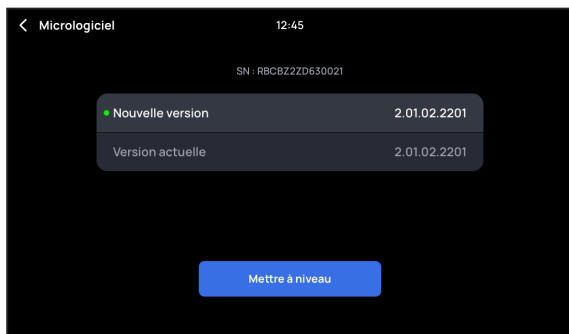 Micrologiciel 12:45
SN : RBCBZ2ZD630021
Nouvelle version 2.01.02.2201
Version actuelle 2.01.02.2201
Mettre à niveau